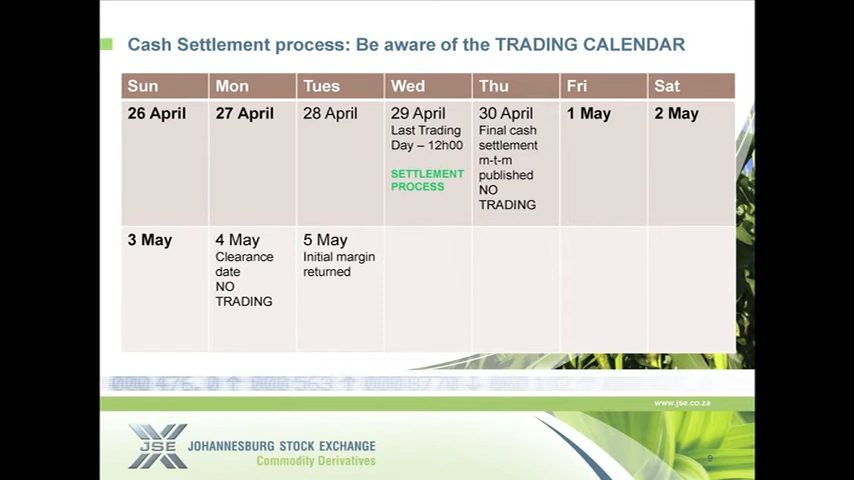 Cash Settlement process: Be aware of the TRADING CALENDAR
Sun Mon Tues Wed Thu Fri Sat
26 April 27 April 28 April 29 April 30 April 1 May 2 May
Last Trading
Day – 12h00
SETTLEMENT
PROCESS
Final cash
settlement
m-t-m
published
NO
TRADING
3 May 4 May 5 May
Clearance
date
NO
TRADING
Initial margin
returned
www.jse.co.za
JSE
JOHANNESBURG STOCK EXCHANGE
Commodity Derivatives
9